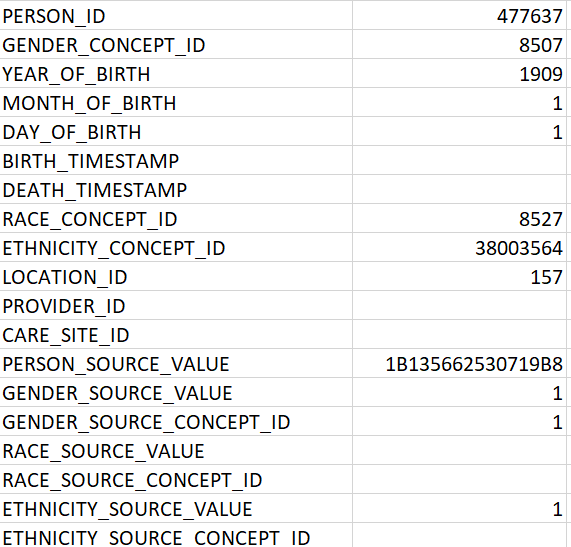 PERSON_ID 477637
GENDER_CONCEPT_ID 8507
YEAR_OF_BIRTH 1909
MONTH_OF_BIRTH 1
DAY_OF_BIRTH 1
BIRTH_TIMESTAMP
DEATH_TIMESTAMP
RACE_CONCEPT_ID 8527
ETHNICITY_CONCEPT_ID 38003564
LOCATION_ID 157
PROVIDER_ID
CARE_SITE_ID
PERSON_SOURCE_VALUE 1B135662530719B8
GENDER_SOURCE_VALUE 1
GENDER_SOURCE_CONCEPT_ID 1
RACE_SOURCE_VALUE
RACE_SOURCE_CONCEPT_ID
ETHNICITY_SOURCE_VALUE 1
ETHNICITY_SOURCE_CONCEPT_ID